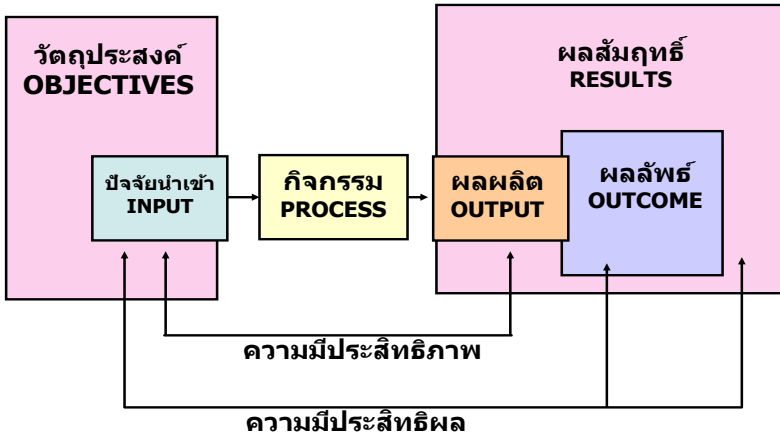 วัตถุประสงค์
OBJECTIVES
ผลสัมฤทธิ์
RESULTS
ปัจจัยนำเข้า
INPUT
กิจกรรม
PROCESS
ผลผลิต
OUTPUT
ผลลัพธ์
OUTCOME
ความมีประสิทธิภาพ
ความมีประสิทธิผล